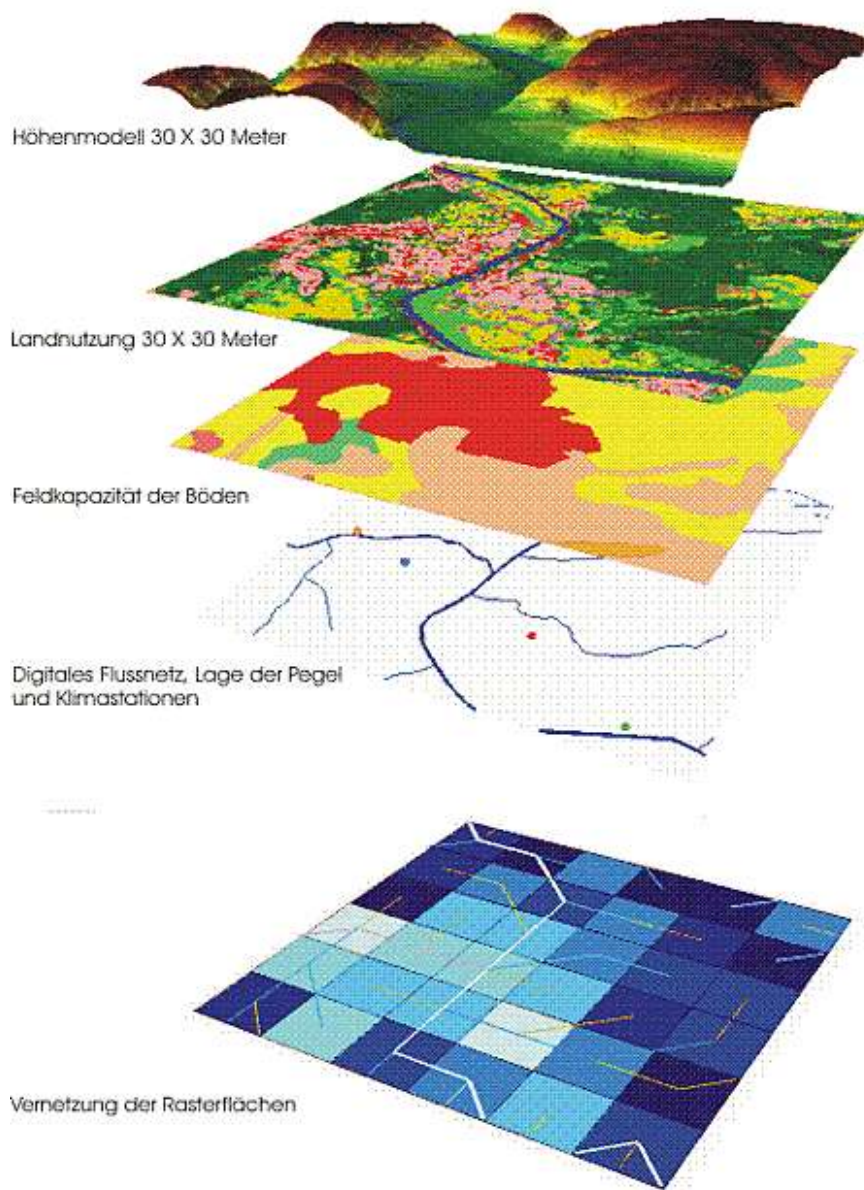 Höhenmodell 30 X 30 Meter
Landnutzung 30 X 30 Meter
Feldkapazität der Böden
Digitales Flussnetz, Lage der Pegel
und Klimastationen
Vernetzung der Rasterflächen